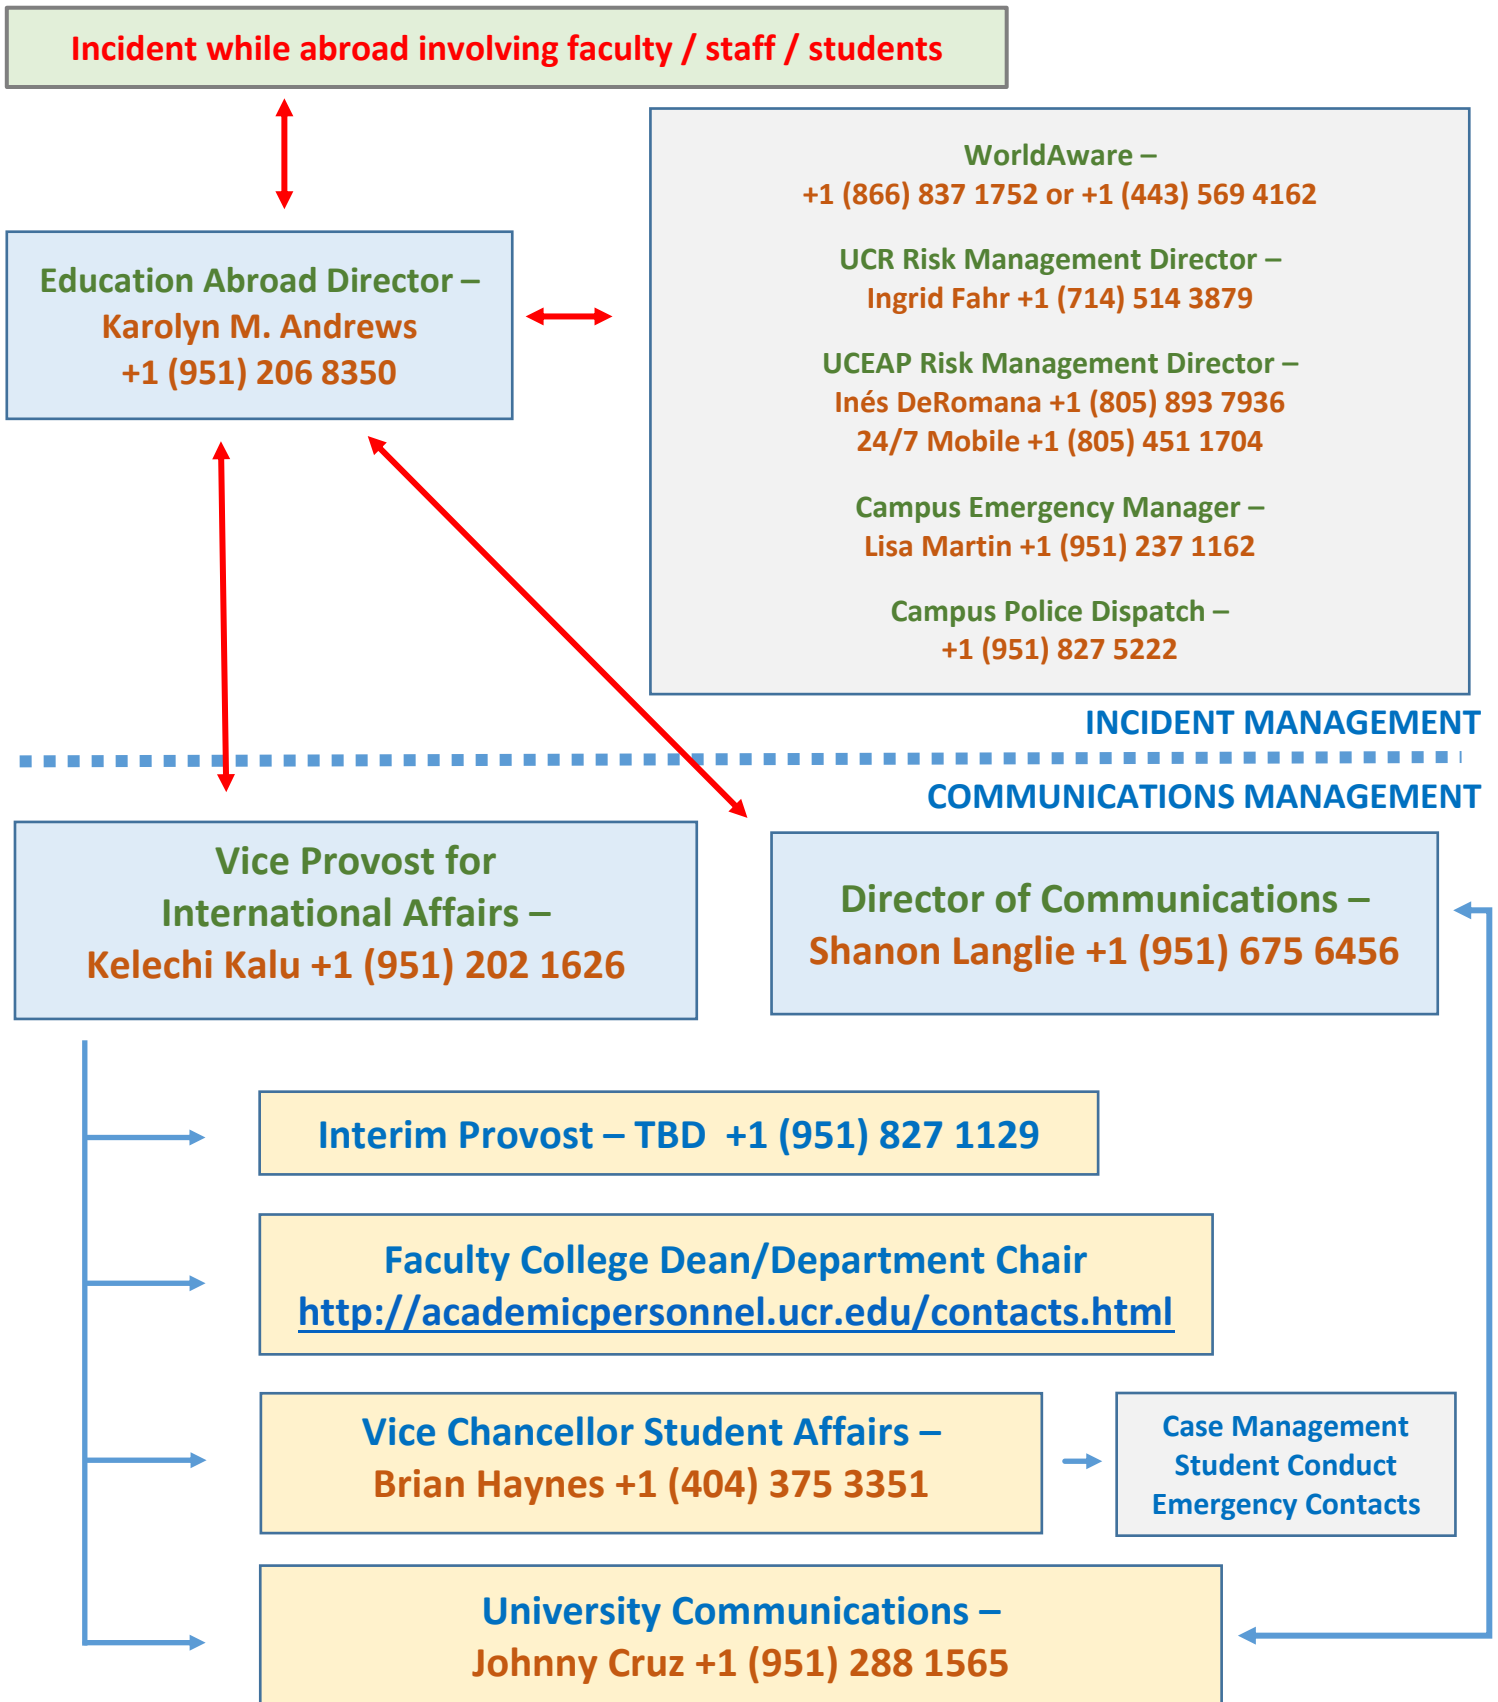 Incident while abroad involving faculty / staff / students
WorldAware –
+1 (866) 837 1752 or +1 (443) 569 4162
UCR Risk Management Director –
Ingrid Fahr +1 (714) 514 3879
UCEAP Risk Management Director –
Inés DeRomana +1 (805) 893 7936
24/7 Mobile +1 (805) 451 1704
Campus Emergency Manager –
Lisa Martin +1 (951) 237 1162
Campus Police Dispatch –
+1 (951) 827 5222
Education Abroad Director –
Karolyn M. Andrews
+1 (951) 206 8350
INCIDENT MANAGEMENT
COMMUNICATIONS MANAGEMENT
Vice Provost for
International Affairs –
Kelechi Kalu +1 (951) 202 1626
Director of Communications –
Shanon Langlie +1 (951) 675 6456
Interim Provost – TBD +1 (951) 827 1129
Faculty College Dean/Department Chair
http://academicpersonnel.ucr.edu/contacts.html
Vice Chancellor Student Affairs –
Brian Haynes +1 (404) 375 3351
Case Management
Student Conduct
Emergency Contacts
University Communications –
Johnny Cruz +1 (951) 288 1565